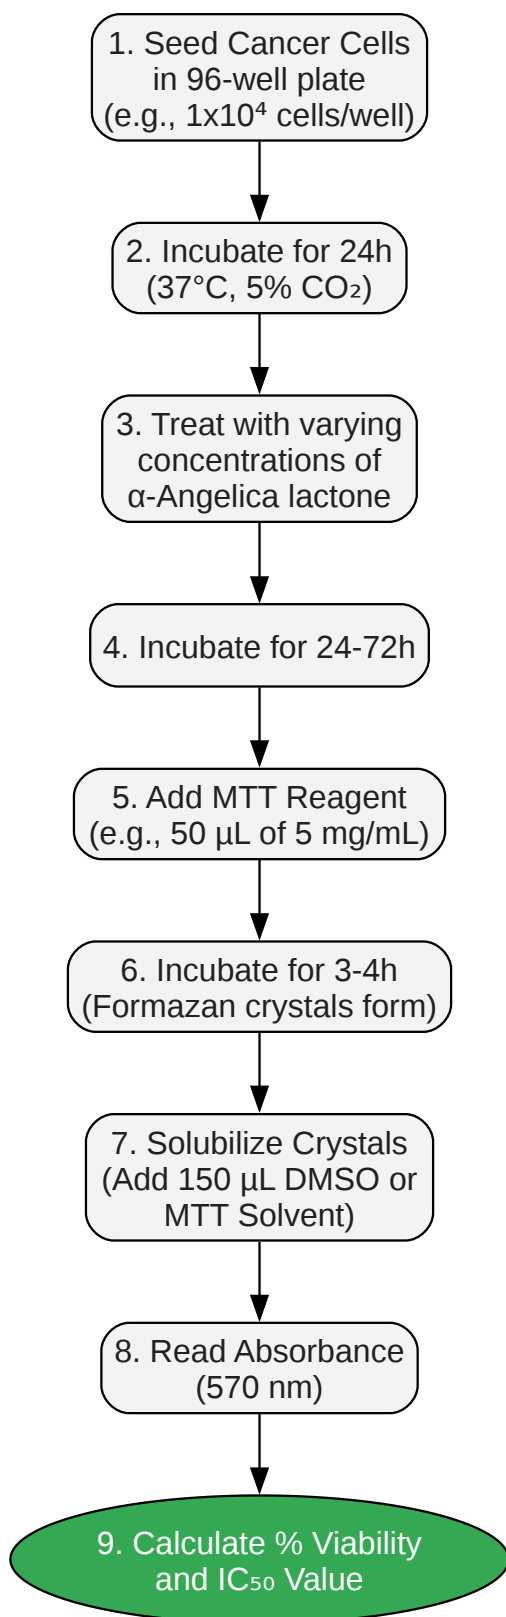 1. Seed Cancer Cells
in 96-well plate
(e.g., 1x10⁴ cells/well)
2. Incubate for 24h
(37°C, 5% CO₂)
3. Treat with varying
concentrations of
α-Angelica lactone
4. Incubate for 24-72h
5. Add MTT Reagent
(e.g., 50 µL of 5 mg/mL)
6. Incubate for 3-4h
(Formazan crystals form)
7. Solubilize Crystals
(Add 150 µL DMSO or
MTT Solvent)
8. Read Absorbance
(570 nm)
9. Calculate % Viability
and IC₅₀ Value